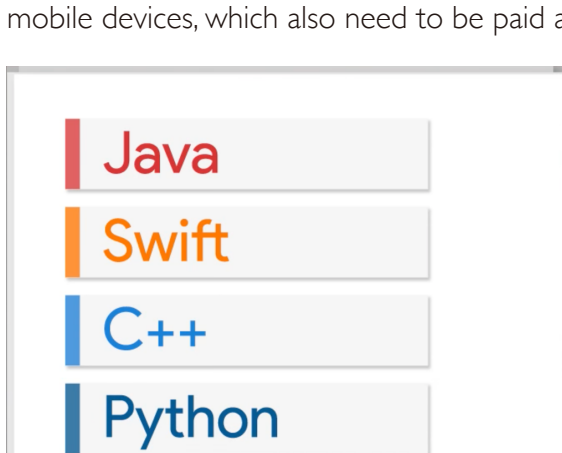 mobile devices, which also need to be paid a
Java
Swift
C++
Python